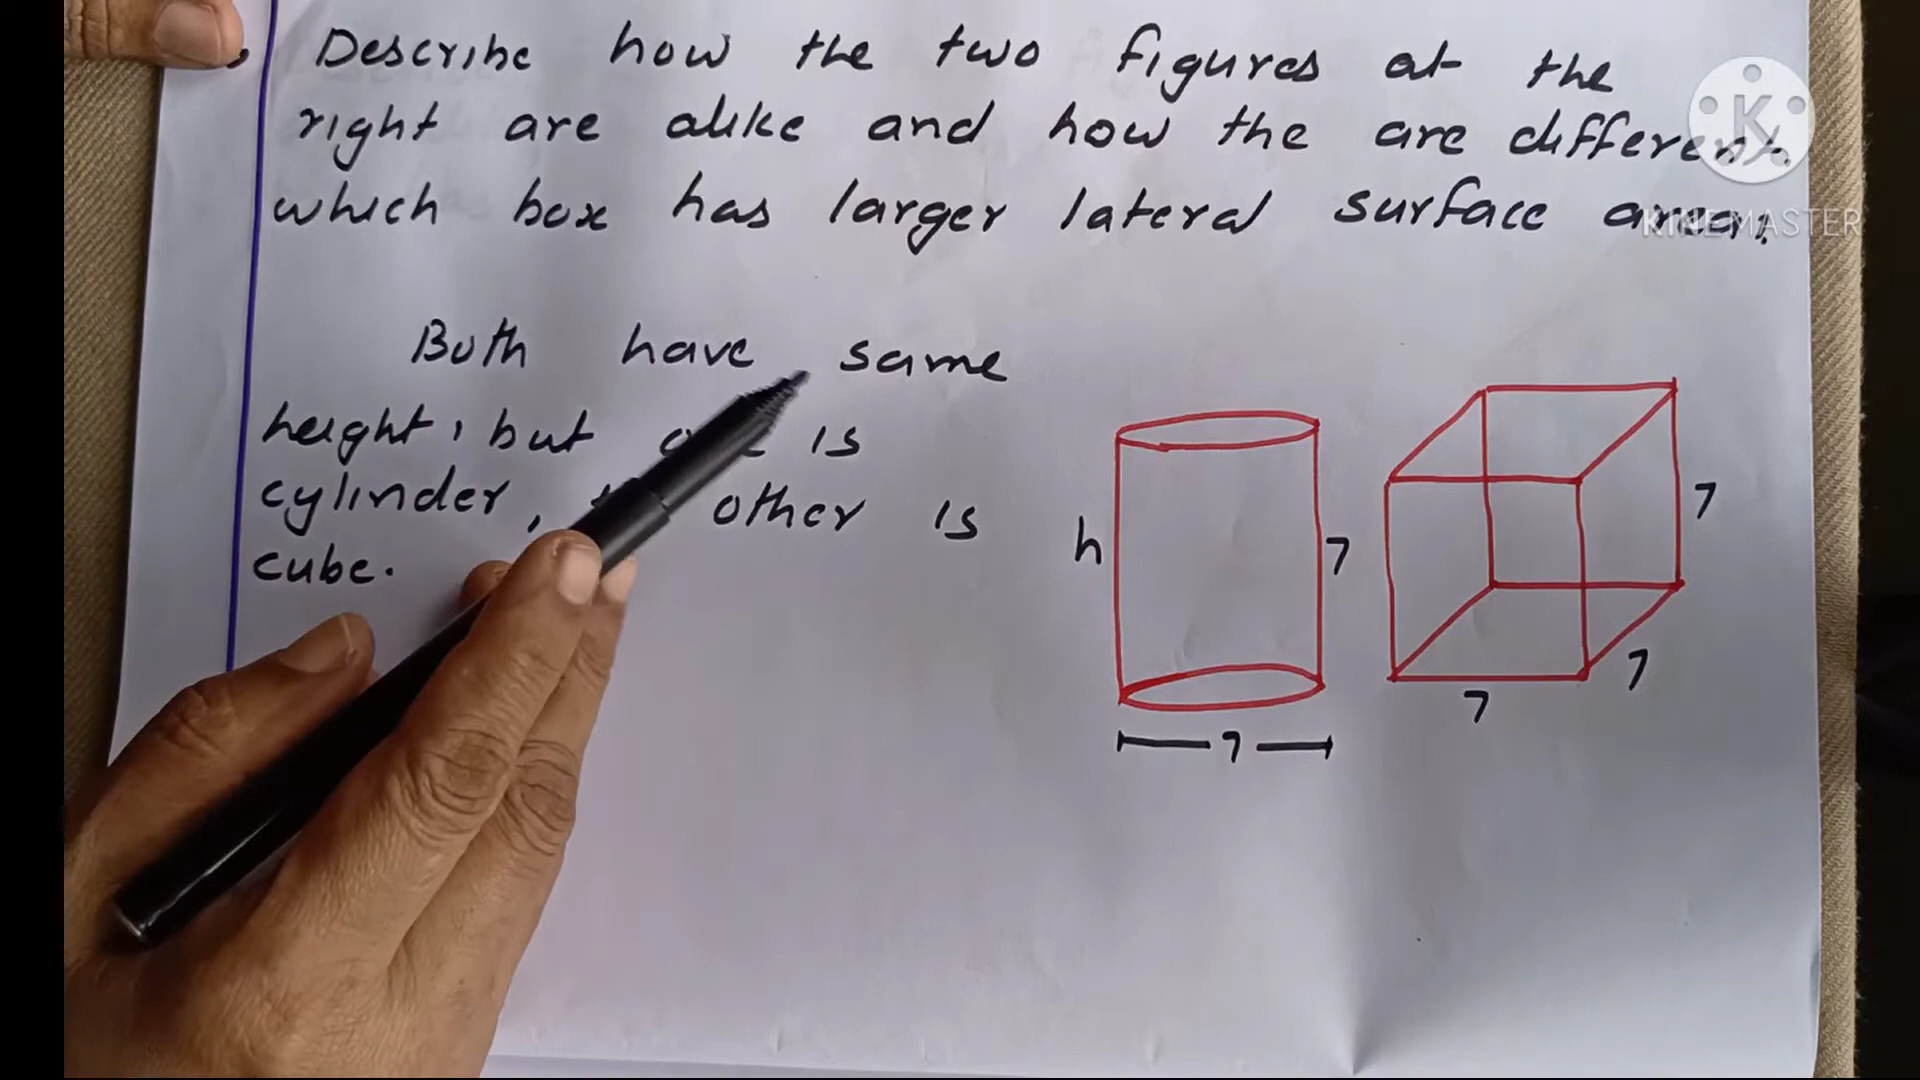 Describe how the two figures at the
right are alike and how the are different.
which box has larger lateral surface area?
Both have same
height, but is
cylinder, other is
cube.
h
7
7
7
7
7
K
KINEMASTER